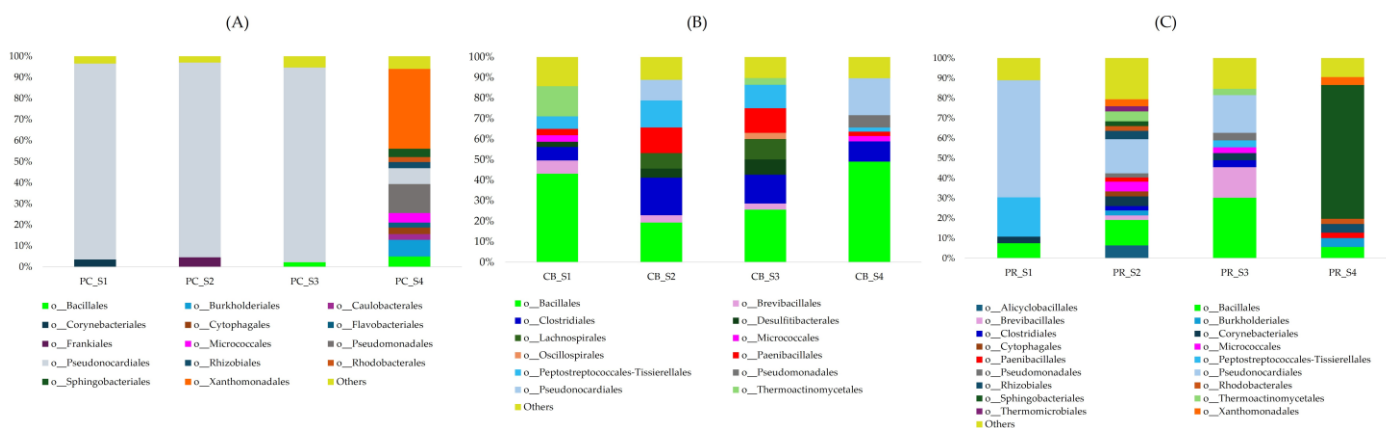 (A)
100%
90%
80%
70%
60%
50%
40%
30%
20%
10%
0%
PC_S1 PC_S2 PC_S3 PC_S4
o__Bacillales o__Burkholderiales o__Caulobacterales
o__Corynebacteriales o__Cytophagales o__Flavobacteriales
o__Frankiales o__Micrococcales o__Pseudomonadales
o__Pseudonocardiales o__Rhizobiales o__Rhodobacterales
o__Sphingobacteriales o__Xanthomonadales Others
(B)
100%
90%
80%
70%
60%
50%
40%
30%
20%
10%
0%
CB_S1 CB_S2 CB_S3 CB_S4
o__Bacillales o__Brevibacillales
o__Clostridiales o__Desulfitibacterales
o__Lachnospirales o__Micrococcales
o__Oscillospirales o__Paenibacillales
o__Peptostreptococcales-Tissierellales o__Pseudomonadales
o__Pseudonocardiales o__Thermoactinomycetales
Others
(C)
100%
90%
80%
70%
60%
50%
40%
30%
20%
10%
0%
PR_S1 PR_S2 PR_S3 PR_S4
o__Alicyclobacillales o__Bacillales
o__Brevibacillales o__Burkholderiales
o__Clostridiales o__Corynebacteriales
o__Cytophagales o__Micrococcales
o__Paenibacillales o__Peptostreptococcales-Tissierellales
o__Pseudomonadales o__Pseudonocardiales
o__Rhizobiales o__Rhodobacterales
o__Sphingobacteriales o__Thermoactinomycetales
o__Thermomicrobiales o__Xanthomonadales
Others